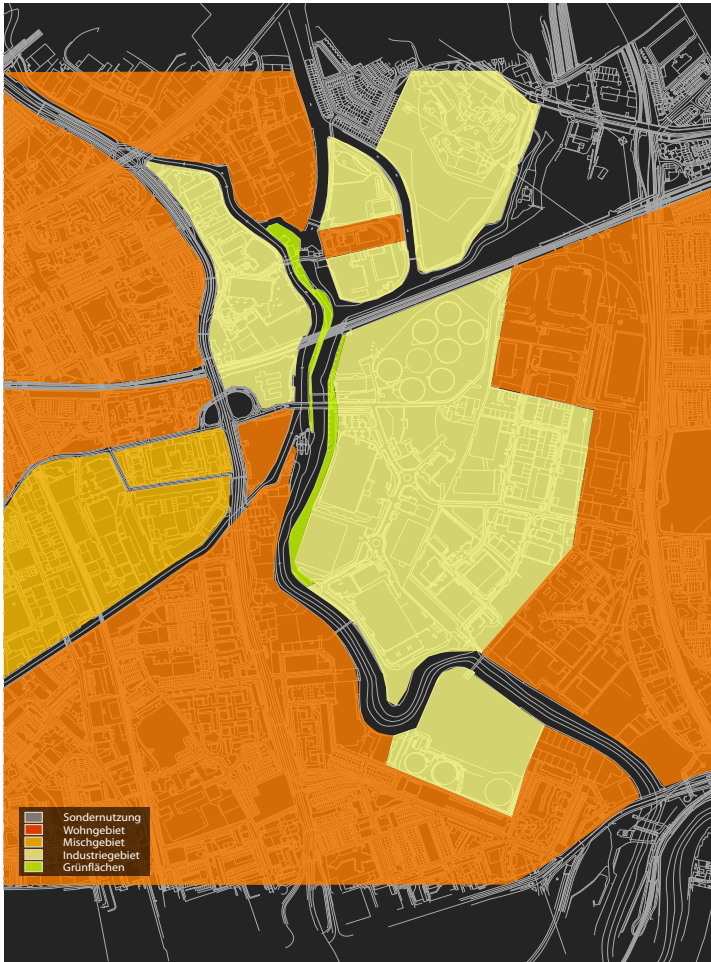 Sondernutzung
Wohngebiet
Mischgebiet
Industriegebiet
Grünflächen